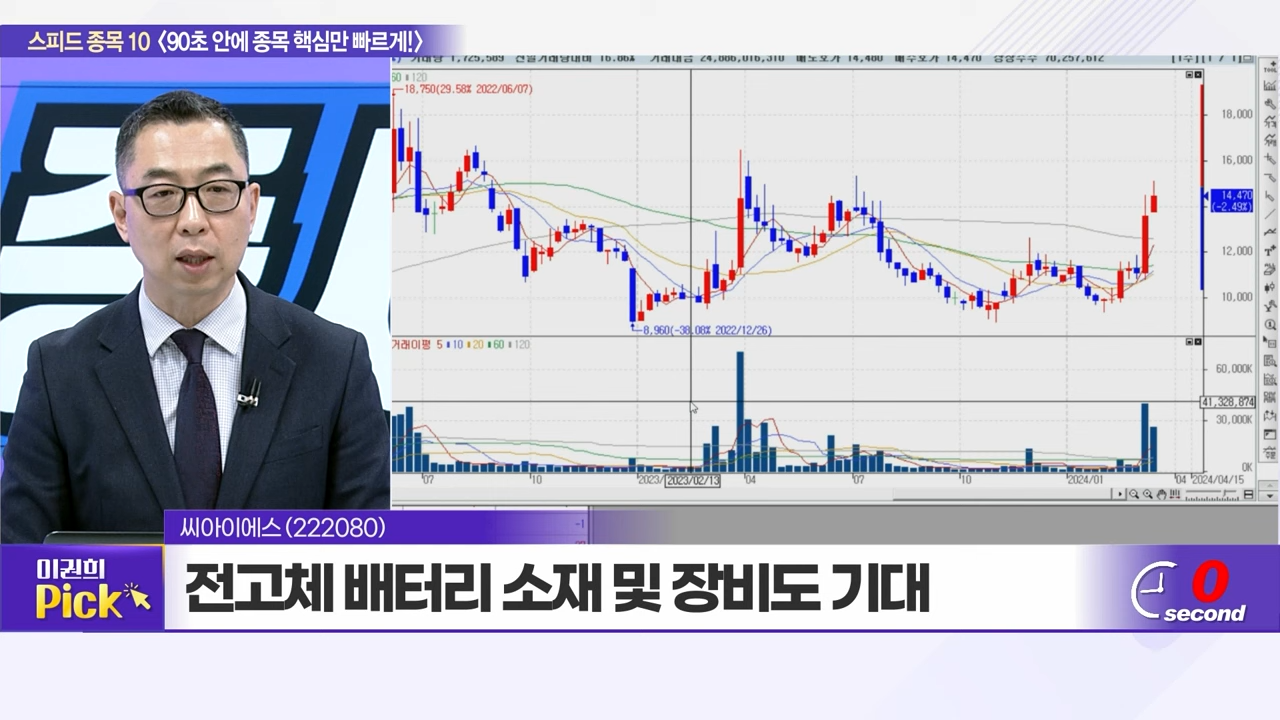 스피드 종목 10 <90초 안에 종목 핵심만 빠르게!>
60 120
18,750(29.58% 2022/06/07)
18,000
16,000
14,470
(-2.49%)
12,000
10,000
8,960(-38.08% 2022/12/26)
거래이평 5 10 20 60 120
60,000K
41,328,874
30,000K
0K
07 10 2023/ 2023/02/13 04 07 10 2024/01 04 2024/04/15
씨아이에스 (222080)
이권희
Pick
전고체 배터리 소재 및 장비도 기대
0
second